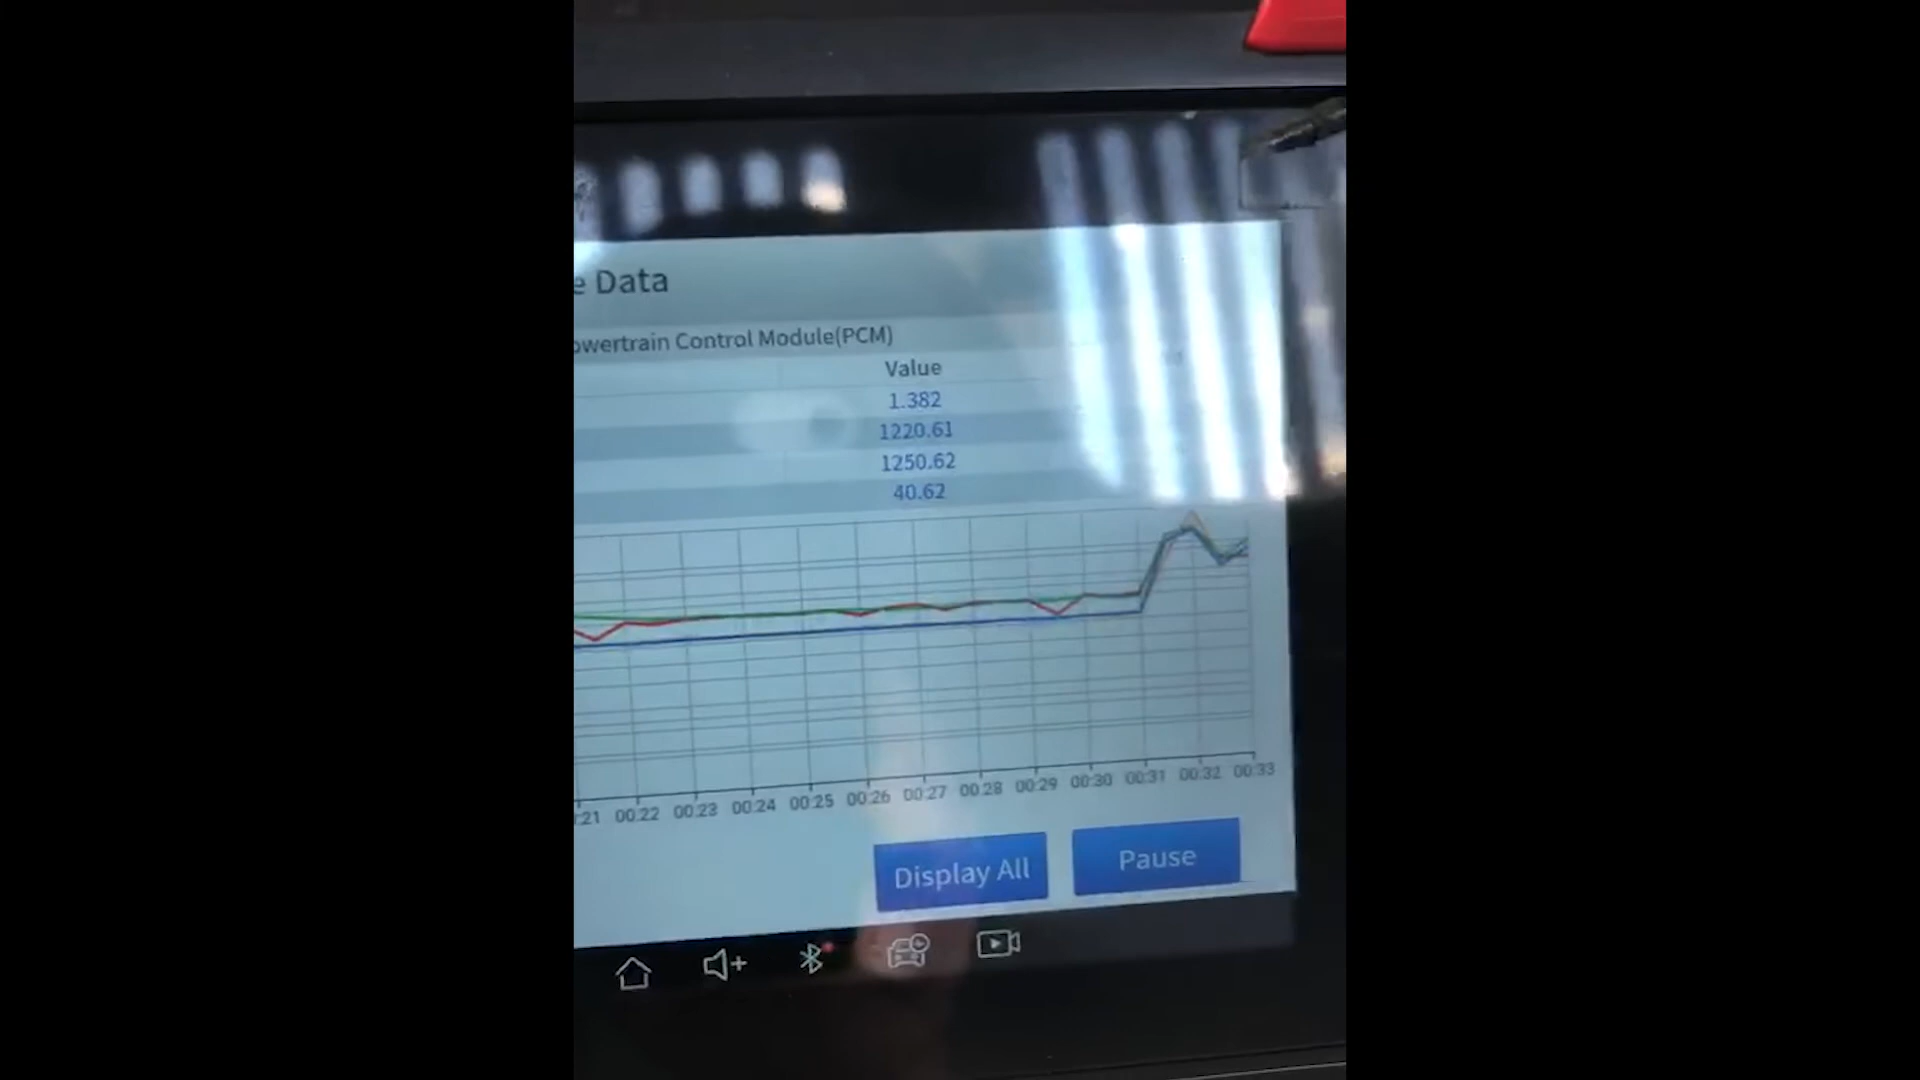 e Data
owertrain Control Module(PCM)
Value
1.382
1220.61
1250.62
40.62
:21 00:22 00:23 00:24 00:25 00:26 00:27 00:28 00:29 00:30 00:31 00:32 00:33
Display All
Pause